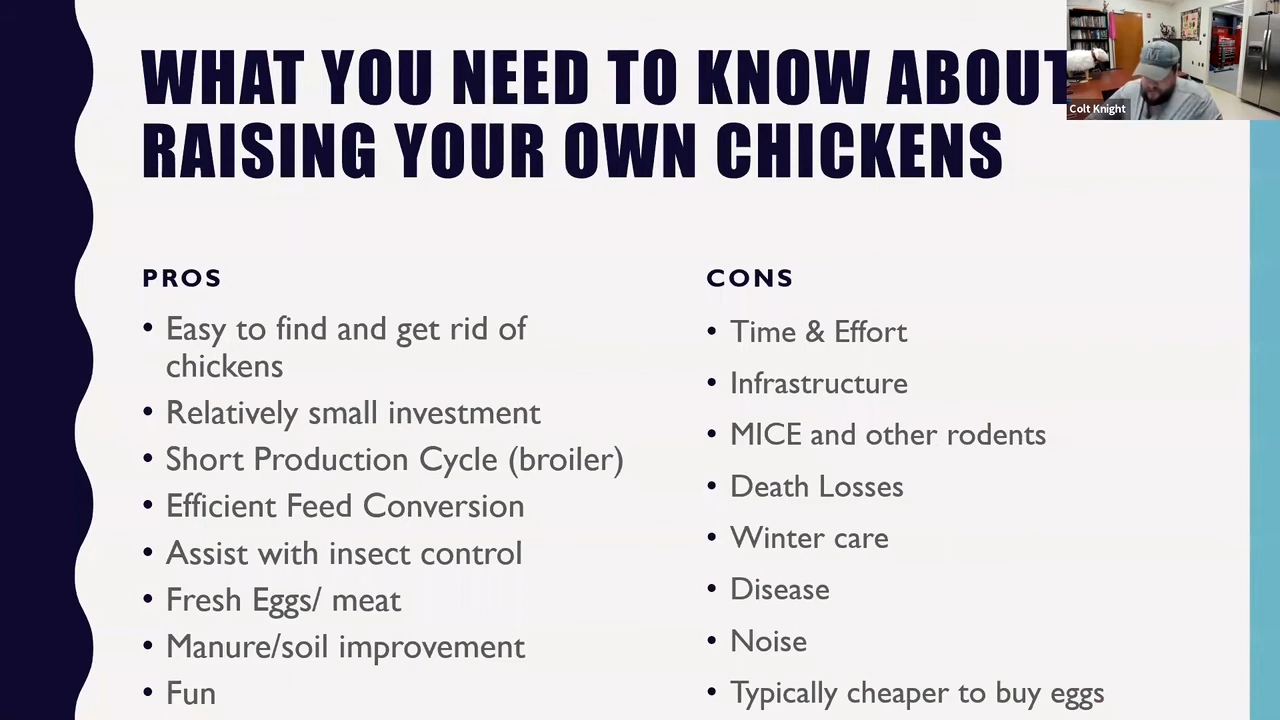 WHAT YOU NEED TO KNOW ABOUT
RAISING YOUR OWN CHICKENS
Colt Knight
PROS
• Easy to find and get rid of
chickens
• Relatively small investment
• Short Production Cycle (broiler)
• Efficient Feed Conversion
• Assist with insect control
• Fresh Eggs/ meat
• Manure/soil improvement
• Fun
CONS
• Time & Effort
• Infrastructure
• MICE and other rodents
• Death Losses
• Winter care
• Disease
• Noise
• Typically cheaper to buy eggs